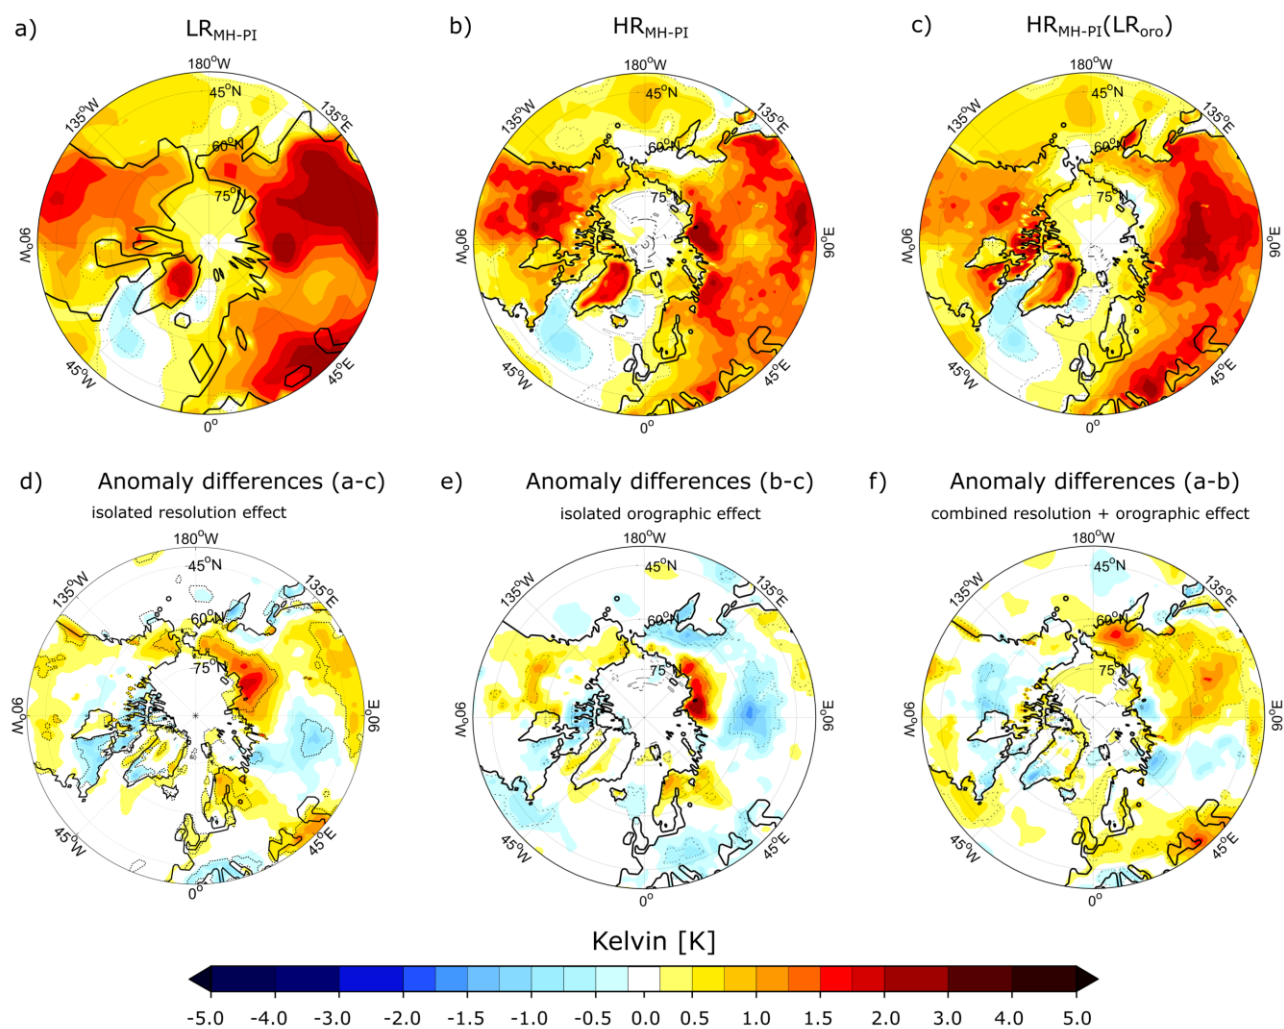 a) LR_MH-PI b) HR_MH-PI c) HR_MH-PI(LR_oro)
180°W 180°W 180°W
135°W 45°N 135°E 135°W 45°N 135°E 135°W 45°N 135°E
60°N 60°N 60°N
75°N 75°N 75°N
90°W 90°W 90°E 90°W 90°E
45°W 45°E 45°W 45°E 45°W 45°E
0° 0° 0°
d) Anomaly differences (a-c) e) Anomaly differences (b-c) f) Anomaly differences (a-b)
isolated resolution effect isolated orographic effect combined resolution + orographic effect
180°W 180°W 180°W
135°W 45°N 135°E 135°W 45°N 135°E 135°W 45°N 135°E
60°N 60°N 60°N
75°N 75°N 75°N
90°W 90°E 90°W 90°E 90°W 90°E
45°W 45°E 45°W 45°E 45°W 45°E
0° 0° 0°
Kelvin [K]
-5.0 -4.0 -3.0 -2.0 -1.5 -1.0 -0.5 0.0 0.5 1.0 1.5 2.0 3.0 4.0 5.0